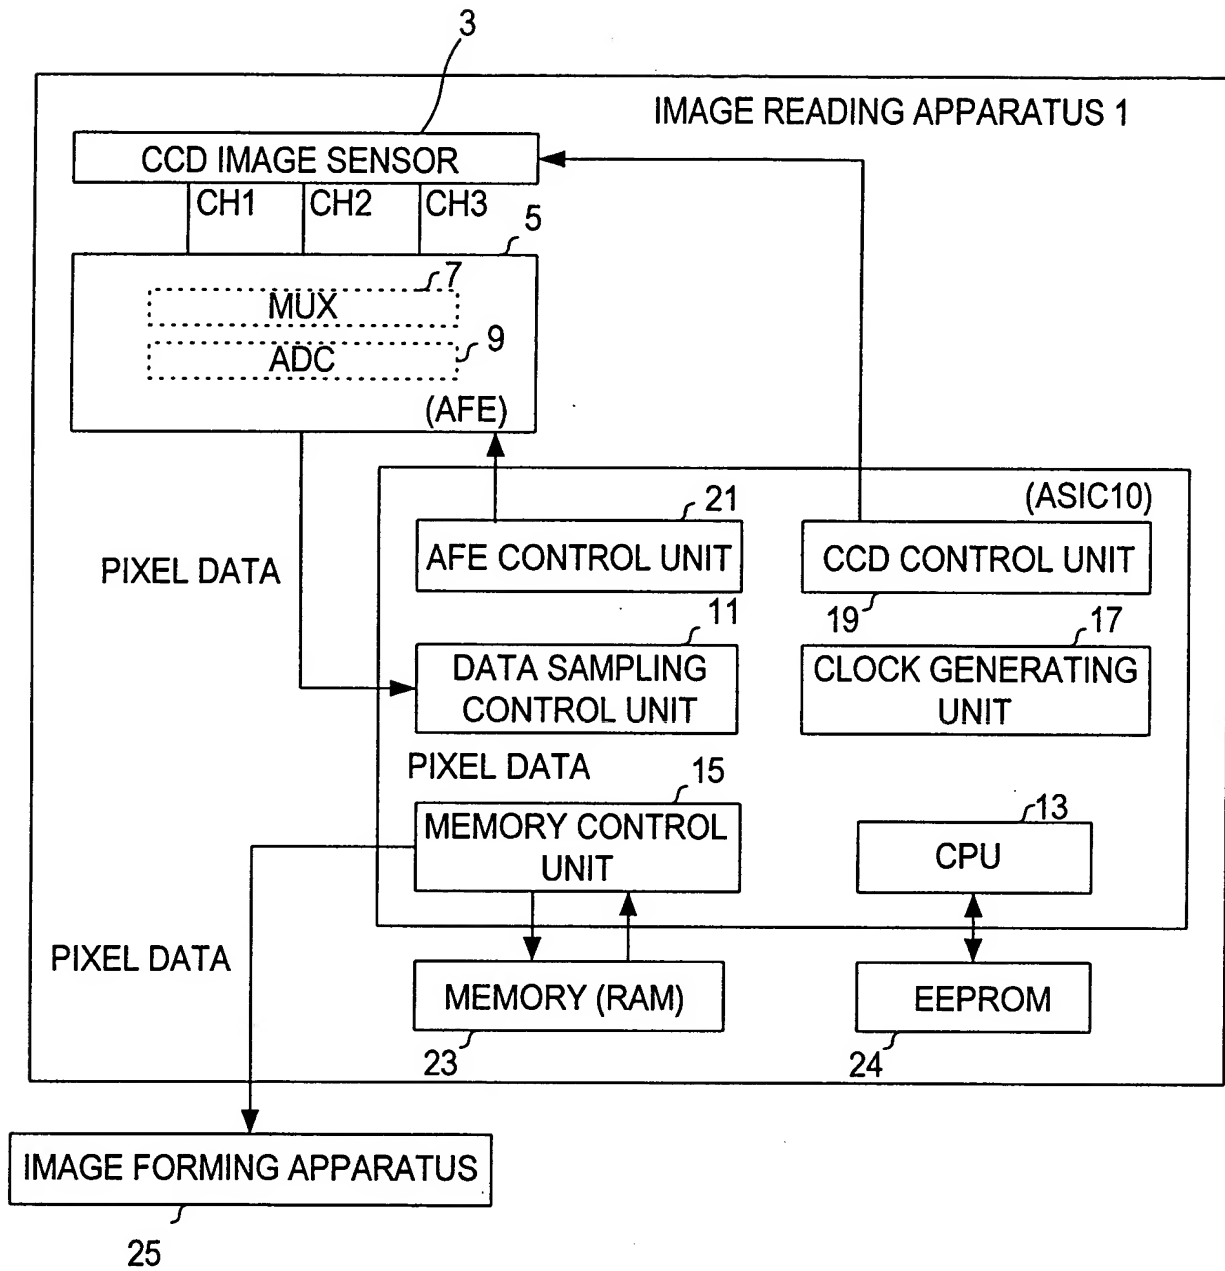 3
IMAGE READING APPARATUS 1
CCD IMAGE SENSOR
CH1
CH2
CH3
5
7
MUX
9
ADC
(AFE)
(ASIC10)
21
AFE CONTROL UNIT
CCD CONTROL UNIT
19
PIXEL DATA
11
DATA SAMPLING
CONTROL UNIT
17
CLOCK GENERATING
UNIT
PIXEL DATA
15
MEMORY CONTROL
UNIT
13
CPU
PIXEL DATA
MEMORY (RAM)
23
EEPROM
24
IMAGE FORMING APPARATUS
25